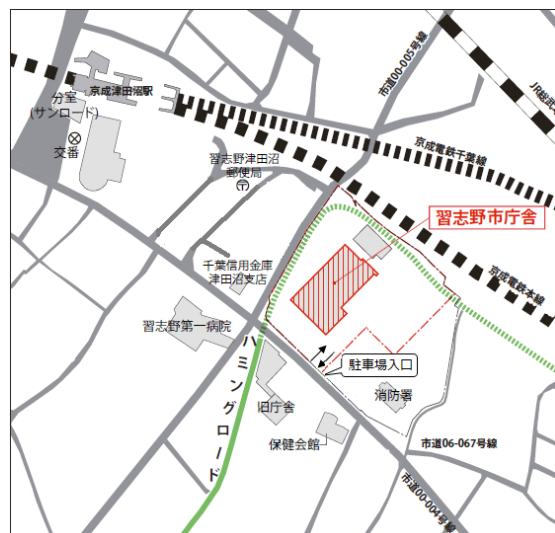 市道00-005号線
JR総武本
京成津田沼駅
分室
(サンロード)
交番
京成電鉄千葉線
習志野津田沼
郵便局
習志野市庁舎
京成電鉄本線
千葉信用金庫
津田沼支店
習志野第一病院
ハミングロード
駐車場入口
消防署
旧庁舎
保健会館
市道06-067号線
市道00-004号線